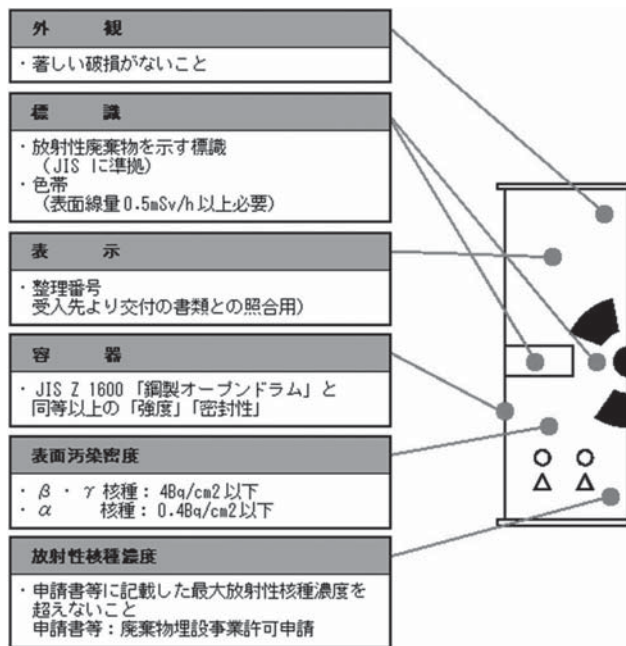 外 観
・著しい破損がないこと
標 識
・放射性廃棄物を示す標識
（JIS に準拠）
・色帯
（表面線量0.5mSv/h以上必要）
表 示
・整理番号
受入先より交付の書類との照合用）
容 器
・JIS Z 1600 「鋼製オープンドラム」と
同等以上の「強度」「密封性」
表面汚染密度
・β・γ核種：4Bq/cm2以下
・α 核種：0.4Bq/cm2以下
放射性核種濃度
・申請書等に記載した最大放射性核種濃度を
超えないこと
申請書等：廃棄物埋設事業許可申請
○ ○
△ △